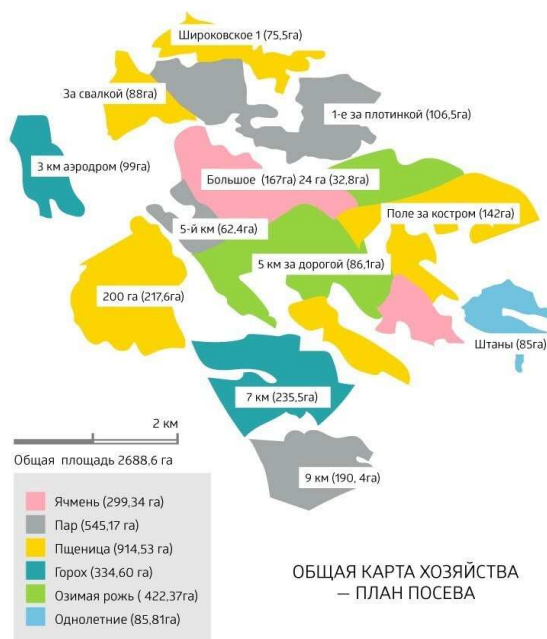 Широковское 1 (75,5га)
За свалкой (88га)
1-е за плотинкой (106,5га)
3 км аэродром (99га)
Большое (167га) 24 га (32,8га)
Поле за костром (142га)
5-й км (62,4га)
5 км за дорогой (86,1га)
200 га (217,6га)
Штаны (85га)
7 км (235,5га)
2 км
Общая площадь 2688,6 га
9 км (190, 4га)
Ячмень (299,34 га)
Пар (545,17 га)
Пщеница (914,53 га)
Горох (334,60 га)
Озимая рожь ( 422,37га)
Однолетние (85,81га)
ОБЩАЯ КАРТА ХОЗЯЙСТВА
— ПЛАН ПОСЕВА